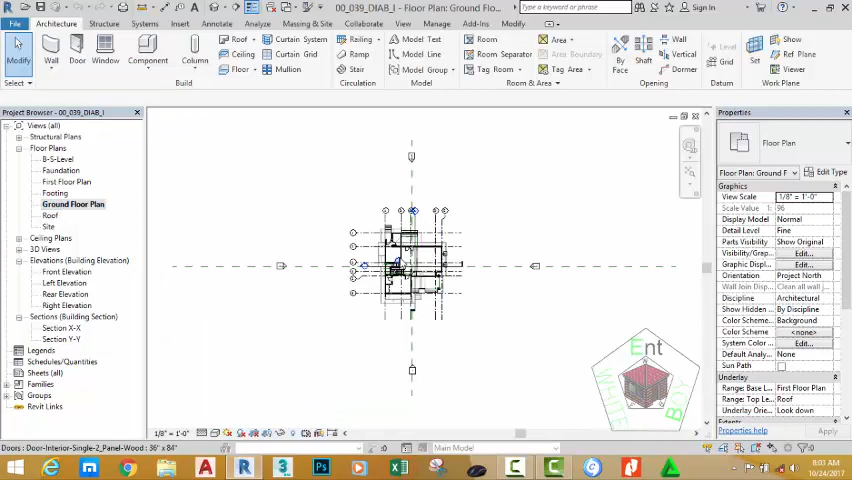 00_039_DIAB_I - Floor Plan: Ground Flo...
Type a keyword or phrase
Sign In
File Architecture Structure Systems Insert Annotate Analyze Massing & Site Collaborate View Manage Add-Ins Modify
Modify
Wall
Door
Window
Component
Column
Roof
Ceiling
Floor
Curtain System
Curtain Grid
Mullion
Railing
Ramp
Stair
Model Text
Model Line
Model Group
Room
Room Separator
Tag Room
Area
Area Boundary
Tag Area
By Face
Shaft
Wall
Vertical
Dormer
Level
Grid
Set
Show
Ref Plane
Viewer
Select
Build
Circulation
Model
Room & Area
Opening
Datum
Work Plane
Project Browser - 00_039_DIAB_I
Views (all)
Structural Plans
Floor Plans
B-S-Level
Foundation
First Floor Plan
Footing
Ground Floor Plan
Roof
Site
Ceiling Plans
3D Views
Elevations (Building Elevation)
Front Elevation
Left Elevation
Rear Elevation
Right Elevation
Sections (Building Section)
Section X-X
Section Y-Y
Legends
Schedules/Quantities
Sheets (all)
Families
Groups
Revit Links
Properties
Floor Plan
Floor Plan: Ground F
Edit Type
Graphics
View Scale 1/8" = 1'-0"
Scale Value 1: 96
Display Model Normal
Detail Level Fine
Parts Visibility Show Original
Visibility/Grap... Edit...
Graphic Displ... Edit...
Orientation Project North
Wall Join Display Clean all wall j...
Discipline Architectural
Show Hidden ... By Discipline
Color Scheme... Background
Color Scheme <none>
System Color ... Edit...
Default Analy... None
Sun Path
Underlay
Range: Base L... First Floor Plan
Range: Top Le... Roof
Underlay Orie... Look down
Extents
Properties help
Apply
Ent
WHITE
BOY
1/8" = 1'-0"
Doors: Door-Interior-Single-2_Panel-Wood: 36" x 84"
:0
Main Model
:0
8:03 AM
10/24/2017